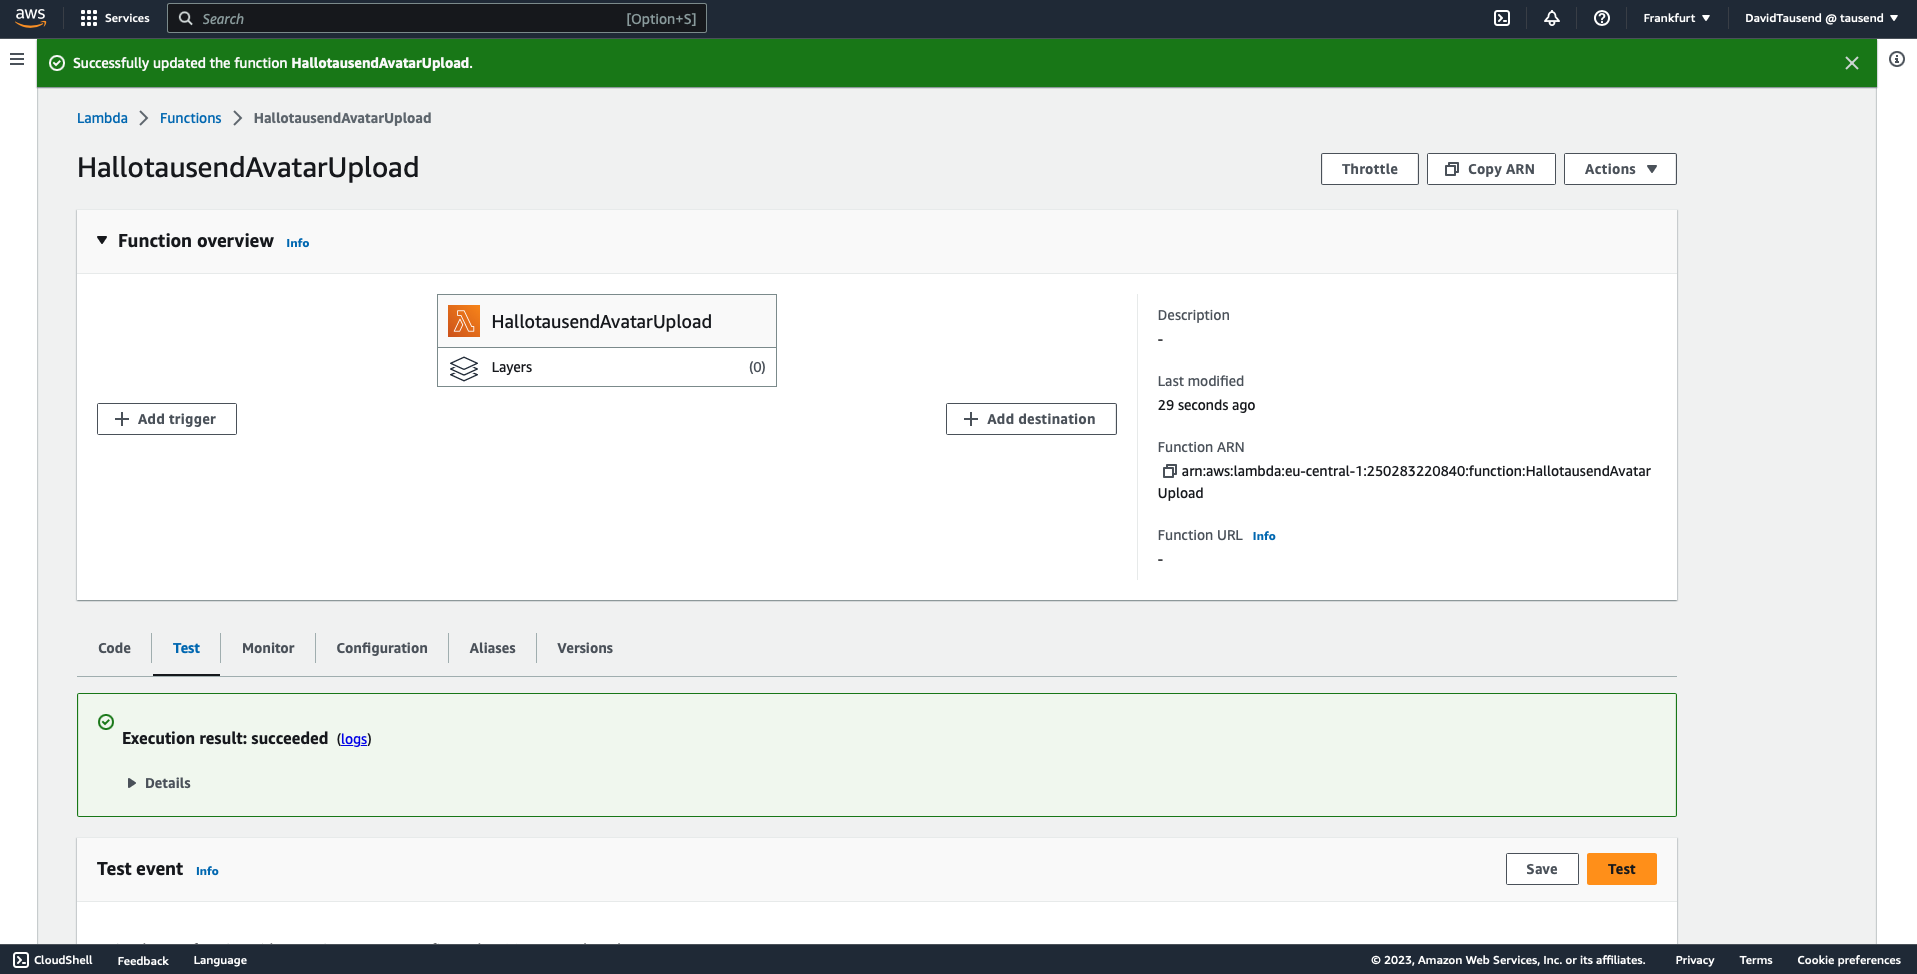 aws
Services
Search
[Option+S]
Frankfurt
DavidTausend @ tausend
Successfully updated the function HallotausendAvatarUpload.
Lambda
Functions
HallotausendAvatarUpload
HallotausendAvatarUpload
Throttle
Copy ARN
Actions
Function overview
Info
HallotausendAvatarUpload
Layers
(0)
Add trigger
Add destination
Description
-
Last modified
29 seconds ago
Function ARN
arn:aws:lambda:eu-central-1:250283220840:function:HallotausendAvatar
Upload
Function URL
Info
-
Code
Test
Monitor
Configuration
Aliases
Versions
Execution result: succeeded (logs)
Details
Test event
Info
Save
Test
CloudShell
Feedback
Language
© 2023, Amazon Web Services, Inc. or its affiliates.
Privacy
Terms
Cookie preferences